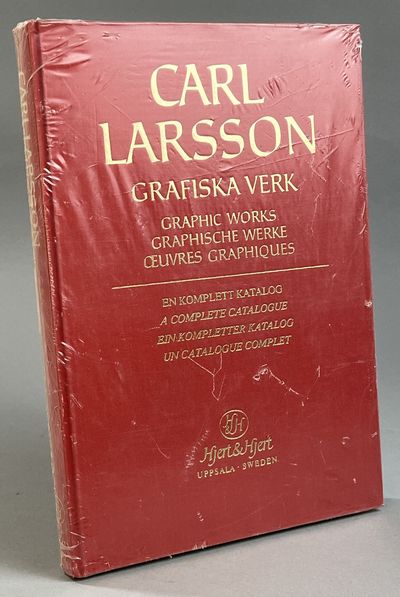 CARL
LARSSON
GRAFISKA VERK
GRAPHIC WORKS
GRAPHISCHE WERKE
ŒUVRES GRAPHIQUES
EN KOMPLETT KATALOG
A COMPLETE CATALOGUE
EIN KOMPLETTER KATALOG
UN CATALOGUE COMPLET
H&H
Hjert & Hjert
UPPSALA · SWEDEN